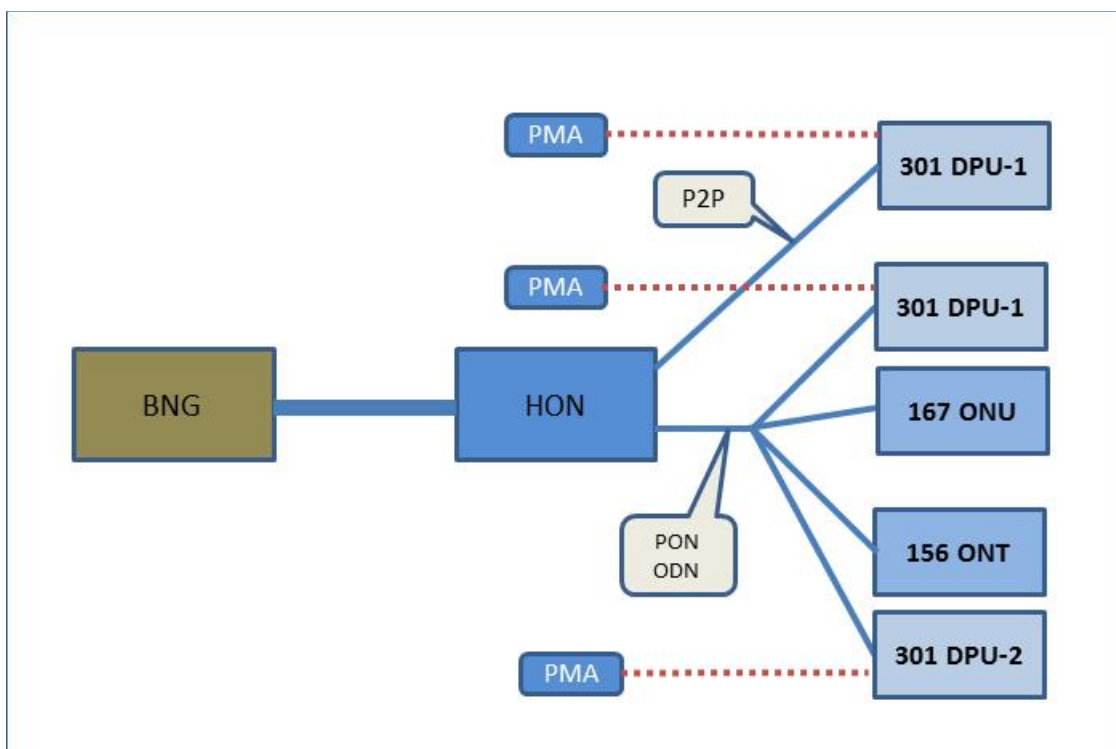 PMA
301 DPU-1
P2P
PMA
301 DPU-1
BNG
HON
167 ONU
PON
ODN
156 ONT
PMA
301 DPU-2